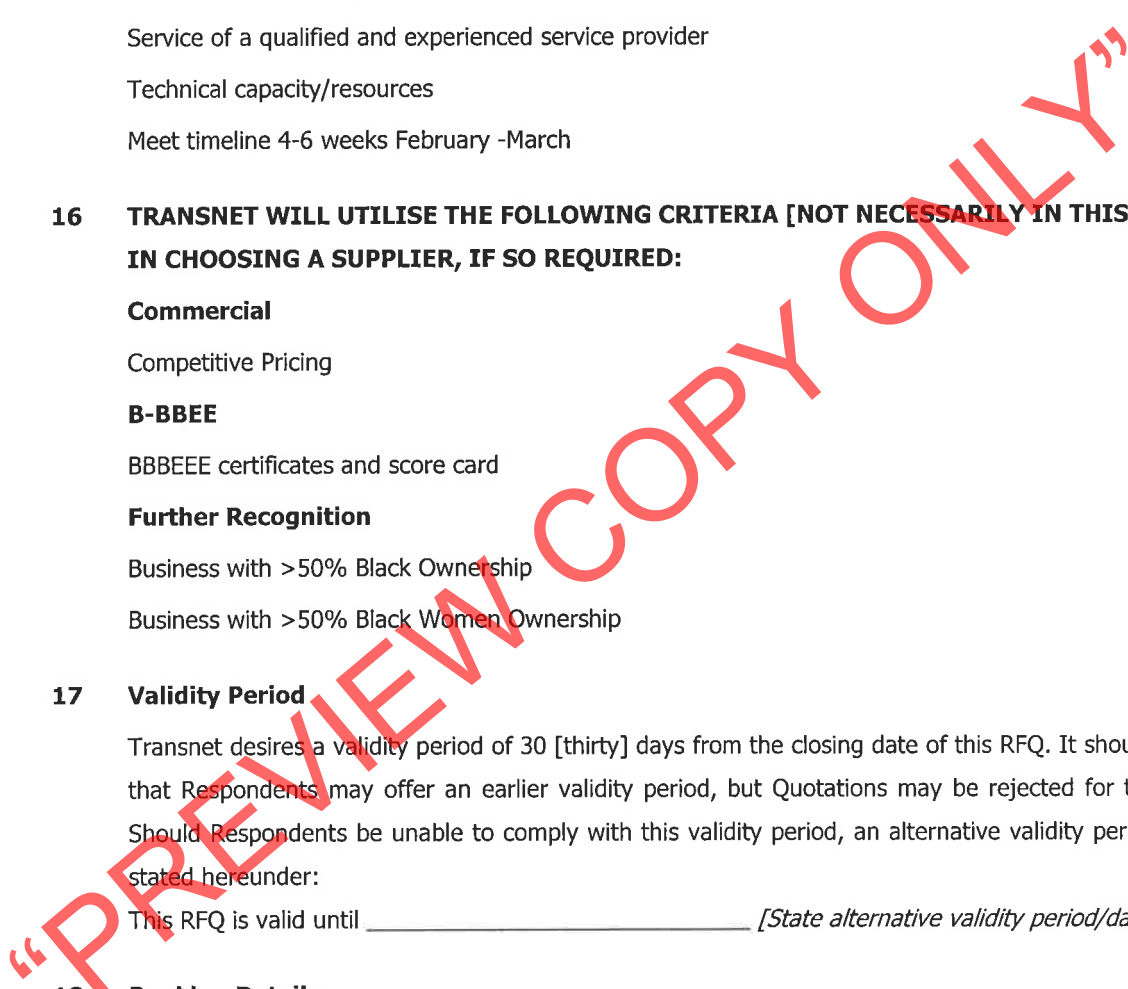 Service of a qualified and experienced service provider
Technical capacity/resources
Meet timeline 4-6 weeks February -March
16 TRANSNET WILL UTILISE THE FOLLOWING CRITERIA [NOT NECESSARILY IN THIS
IN CHOOSING A SUPPLIER, IF SO REQUIRED:
Commercial
Competitive Pricing
B-BBEE
BBBEEE certificates and score card
Further Recognition
Business with >50% Black Ownership
Business with >50% Black Women Ownership
17 Validity Period
Transnet desires a validity period of 30 [thirty] days from the closing date of this RFQ. It shou
that Respondents may offer an earlier validity period, but Quotations may be rejected for t
Should Respondents be unable to comply with this validity period, an alternative validity per
stated hereunder:
This RFQ is valid until ______________________ [State alternative validity period/da
"PREVIEW COPY ONLY"